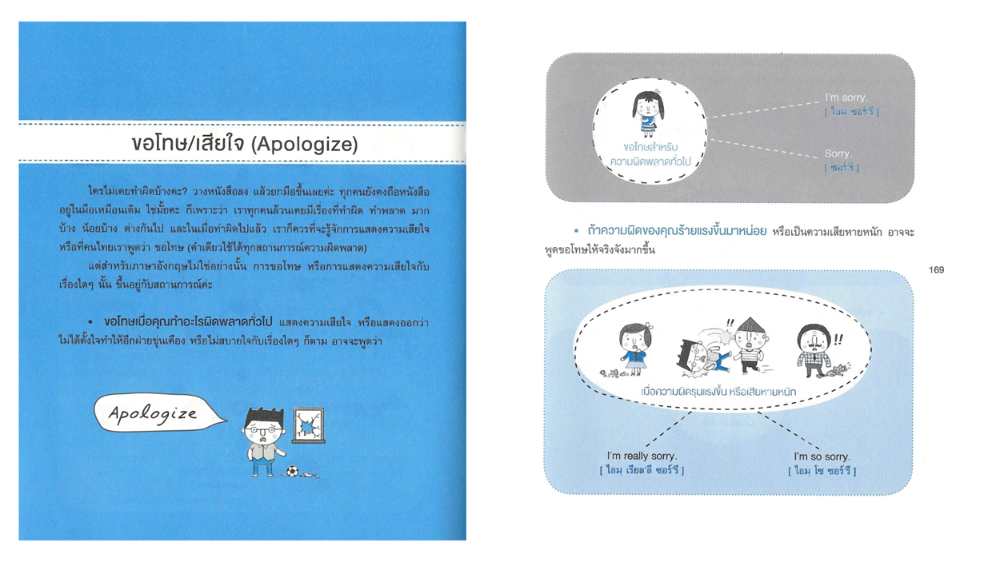 ขอโทษ/เสียใจ (Apologize)
ใครไม่เคยทำผิดบ้างคะ? วางหนังสือลง แล้วยกมือขึ้นเลยค่ะ ทุกคนยังคงถือหนังสือ
อยู่ในมือเหมือนเดิม ใช่มั้ยคะ ก็เพราะว่า เราทุกคนล้วนเคยมีเรื่องที่ทำผิด ทำพลาด มาก
บ้าง น้อยบ้าง ต่างกันไป และในเมื่อทำผิดไปแล้ว เราก็ควรที่จะรู้จักการแสดงความเสียใจ
หรือที่คนไทยเราพูดว่า ขอโทษ (คำเดียวใช้ได้ทุกสถานการณ์ความผิดพลาด)
แต่สำหรับภาษาอังกฤษไม่ใช่อย่างนั้น การขอโทษ หรือการแสดงความเสียใจกับ
เรื่องใดๆ นั้น ขึ้นอยู่กับสถานการณ์ค่ะ
• ขอโทษเมื่อคุณทำอะไรผิดพลาดทั่วไป แสดงความเสียใจ หรือแสดงออกว่า
ไม่ได้ตั้งใจทำให้อีกฝ่ายขุ่นเคือง หรือไม่สบายใจกับเรื่องใดๆ ก็ตาม อาจจะพูดว่า
Apologize
I'm sorry.
[ ไอม ซอร์'รี ]
ขอโทษสำหรับ
ความผิดพลาดทั่วไป
Sorry.
[ ซอร์'รี ]
• ถ้าความผิดของคุณร้ายแรงขึ้นมาหน่อย หรือเป็นความเสียหายหนัก อาจจะ
พูดขอโทษให้จริงจังมากขึ้น
169
!!
!!
เมื่อความผิดรุนแรงขึ้น หรือเสียหายหนัก
I'm really sorry.
[ ไอมฺ เรียล'ลี ซอร์'รี ]
I'm so sorry.
[ ไอมฺ โซ ซอร์'รี ]